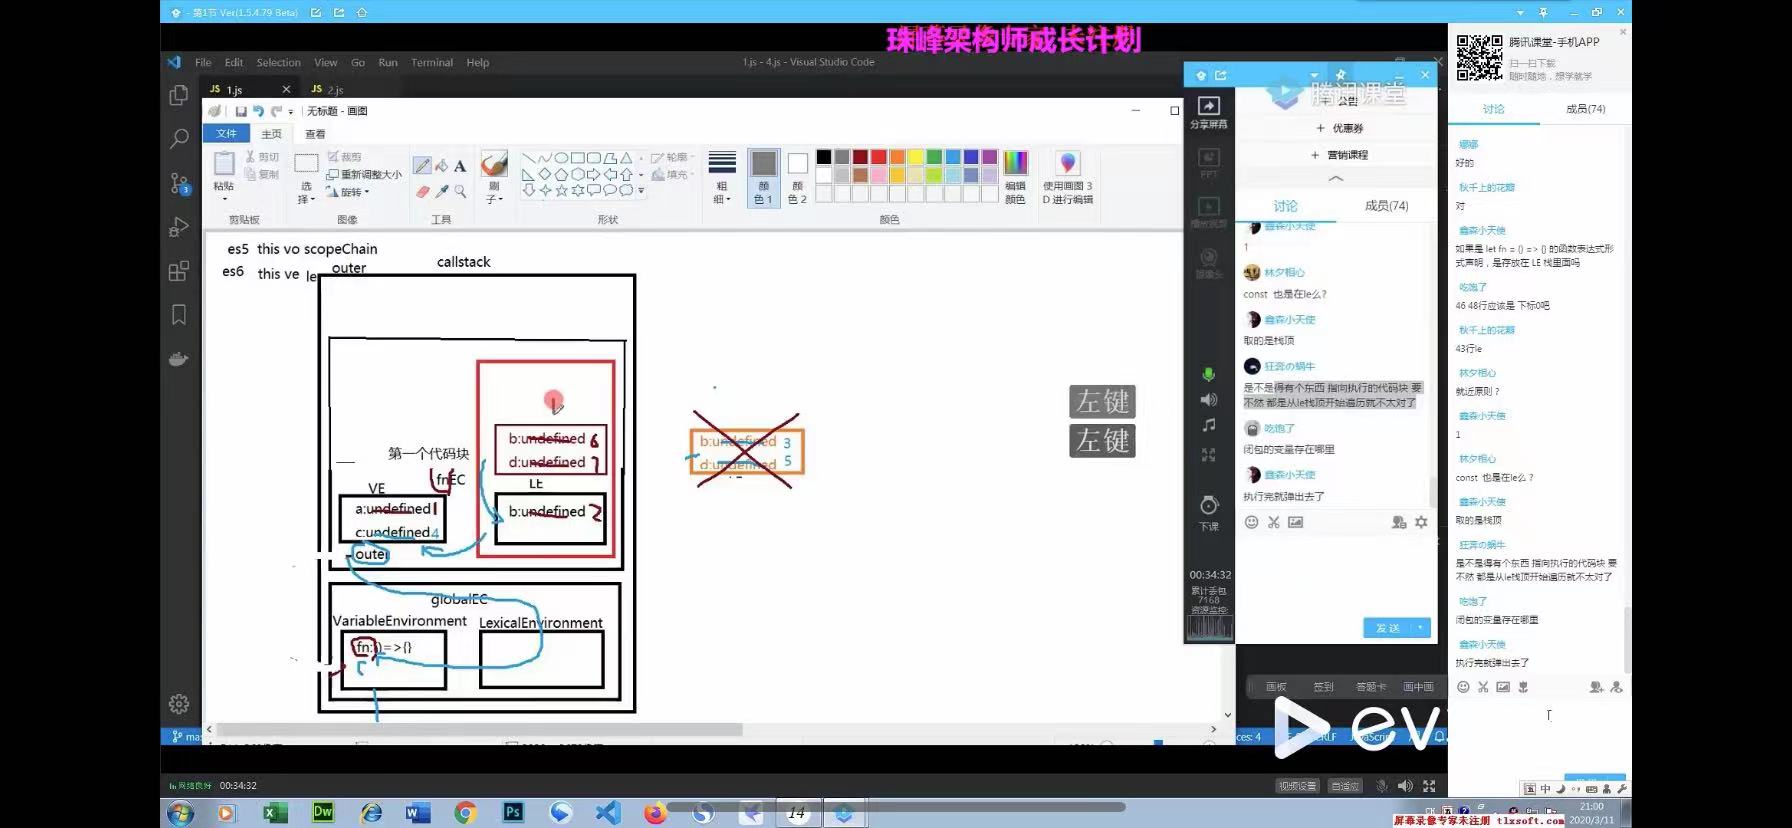 第1节 Ver(1.5.4.79 Beta)
珠峰架构师成长计划
File Edit Selection View Go Run Terminal Help
1.js - 4.js - Visual Studio Code
JS 1.js
JS 2.js
无标题 - 画图
文件 主页 查看
粘贴
剪切
复制
剪贴板
选择
裁剪
重新调整大小
旋转
图像
A
工具
刷子
轮廓
填充
形状
粗细
颜色1
颜色2
编辑颜色
颜色
使用画图 3D 进行编辑
es5 this vo scopeChain
es6 this ve le
outer
callstack
第一个代码块
fnEC
b:undefined 6
d:undefined 7
LE
b:undefined 2
VE
a:undefined 1
c:undefined 4
outer
globalEC
VariableEnvironment
LexicalEnvironment
fn:()=>{}
b:undefined 3
d:undefined 5
左键
左键
分享屏幕
PPT
播放视频
摄像头
下课
00:34:32
累计丢包
7168
资源监控:
腾讯课堂
公告
+ 优惠券
+ 营销课程
讨论 成员(74)
鑫森小天使
1
林夕相心
const 也是在le么?
鑫森小天使
取的是栈顶
狂奔の蜗牛
是不是得有个东西 指向执行的代码块 要
不然 都是从le栈顶开始遍历就不太对了
吃饱了
闭包的变量存在哪里
鑫森小天使
执行完就弹出去了
发送
腾讯课堂-手机APP
扫一扫下载
随时随地，想学就学
讨论 成员(74)
娜娜
好的
秋千上的花瓣
对
鑫森小天使
如果是 let fn = () => {} 的函数表达式形
式声明，是存放在 LE 栈里面吗
吃饱了
46 48行应该是 下标0吧
秋千上的花瓣
43行le
林夕相心
就近原则？
鑫森小天使
1
林夕相心
const 也是在le么？
鑫森小天使
取的是栈顶
狂奔の蜗牛
是不是得有个东西 指向执行的代码块 要
不然 都是从le栈顶开始遍历就不太对了
吃饱了
闭包的变量存在哪里
鑫森小天使
执行完就弹出去了
画板 签到 答题卡 画中画
ev
网络良好 00:34:32
视频设置 自适应
14
中
21:00
2020/3/11
屏幕录像专家未注册 tlxsoft.com